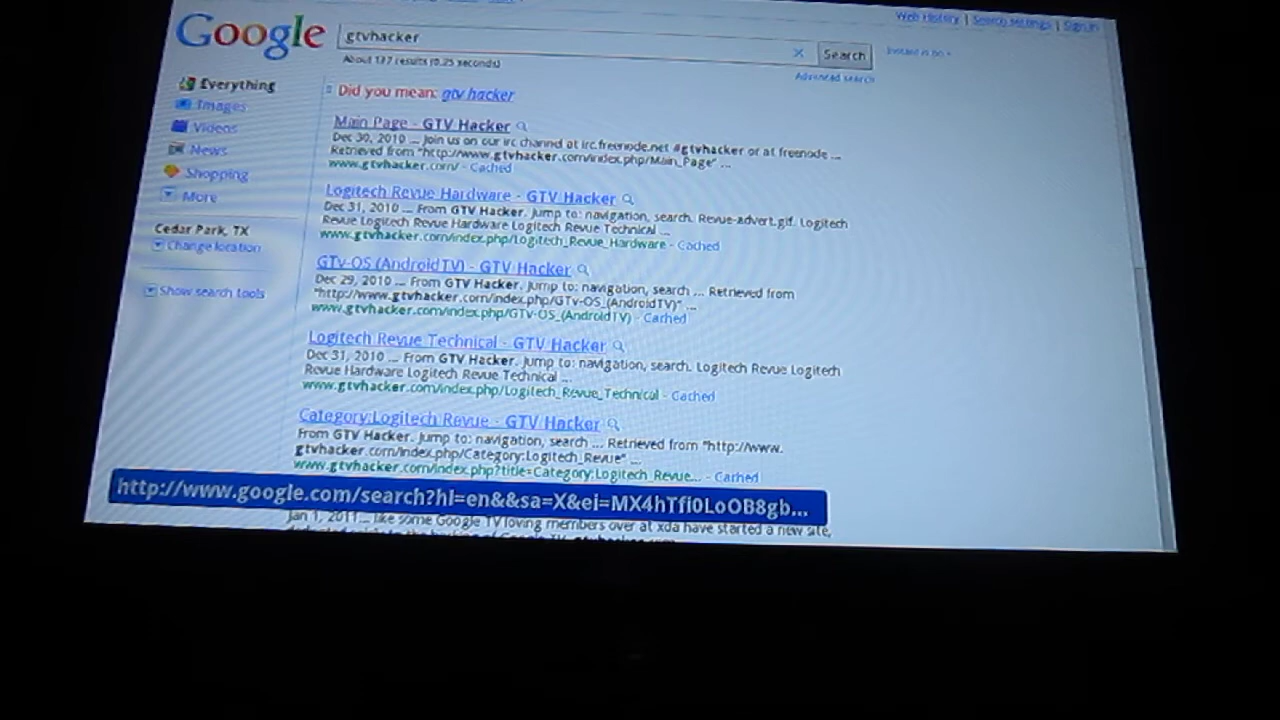 Web History | Search settings | Sign in
Google
gtvhacker
Search
Instant is on
About 137 results (0.25 seconds)
Advanced search
Everything
Images
Videos
News
Shopping
More
Cedar Park, TX
Change location
Show search tools
Did you mean: gtv hacker
Main Page - GTV Hacker
Dec 30, 2010 ... Join us on our irc channel at irc.freenode.net #gtvhacker or at freenode ...
Retrieved from "http://www.gtvhacker.com/index.php/Main_Page" ...
www.gtvhacker.com/ - Cached
Logitech Revue Hardware - GTV Hacker
Dec 31, 2010 ... From GTV Hacker. Jump to: navigation, search. Revue-advert.gif. Logitech
Revue Logitech Revue Hardware Logitech Revue Technical ...
www.gtvhacker.com/index.php/Logitech_Revue_Hardware - Cached
GTv-OS (AndroidTV) - GTV Hacker
Dec 29, 2010 ... From GTV Hacker. Jump to: navigation, search ... Retrieved from
"http://www.gtvhacker.com/index.php/GTv-OS_(AndroidTV)" ...
www.gtvhacker.com/index.php/GTv-OS_(AndroidTV) - Cached
Logitech Revue Technical - GTV Hacker
Dec 31, 2010 ... From GTV Hacker. Jump to: navigation, search. Logitech Revue Logitech
Revue Hardware Logitech Revue Technical ...
www.gtvhacker.com/index.php/Logitech_Revue_Technical - Cached
Category:Logitech Revue - GTV Hacker
From GTV Hacker. Jump to: navigation, search ... Retrieved from "http://www.
gtvhacker.com/index.php/Category:Logitech_Revue" ...
www.gtvhacker.com/index.php?title=Category:Logitech_Revue... - Cached
http://www.google.com/search?hl=en&&sa=X&ei=MX4hTfi0LoOB8gb...
Jan 1, 2011 ... like some Google TV loving members over at xda have started a new site,